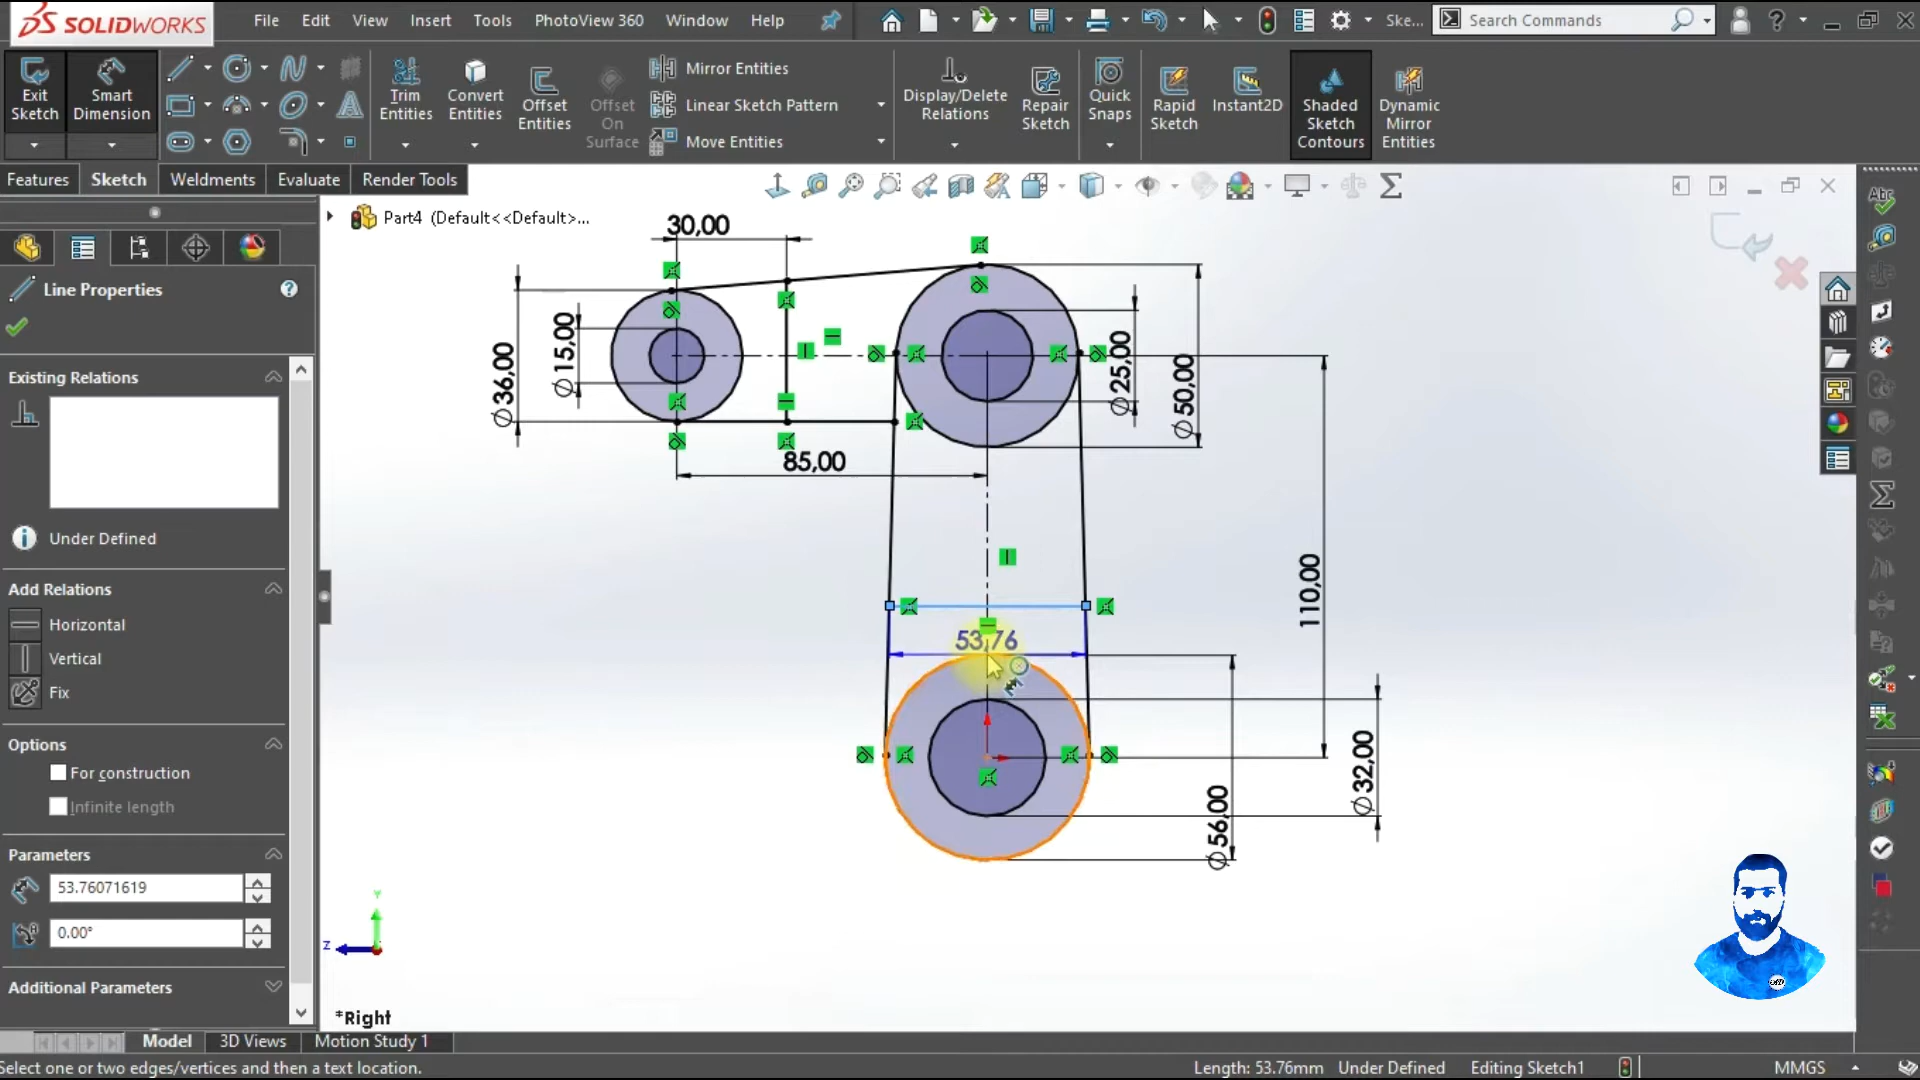 SOLIDWORKS
File Edit View Insert Tools PhotoView 360 Window Help
Ske...
Search Commands
Exit Sketch
Smart Dimension
Trim Entities
Convert Entities
Offset Entities
Offset On Surface
Mirror Entities
Linear Sketch Pattern
Move Entities
Display/Delete Relations
Repair Sketch
Quick Snaps
Rapid Sketch
Instant2D
Shaded Sketch Contours
Dynamic Mirror Entities
Features Sketch Weldments Evaluate Render Tools
Part4 (Default<<Default>...
Line Properties
Existing Relations
Under Defined
Add Relations
Horizontal
Vertical
Fix
Options
For construction
Infinite length
Parameters
53.76071619
0.00°
Additional Parameters
30,00
∅36,00
∅15,00
∅25,00
∅50,00
85,00
110,00
53,76
∅56,00
∅32,00
Y
Z
*Right
Model 3D Views Motion Study 1
Select one or two edges/vertices and then a text location.
Length: 53.76mm Under Defined Editing Sketch1 MMGS